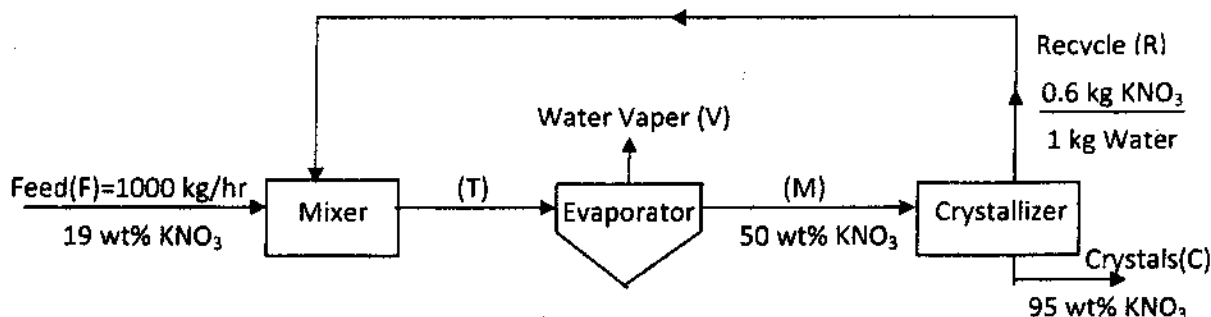 Recvcle (R)
0.6 kg KNO₃
1 kg Water
Water Vaper (V)
Feed(F)=1000 kg/hr
19 wt% KNO₃
Mixer
(T)
Evaporator
(M)
50 wt% KNO₃
Crystallizer
Crystals(C)
95 wt% KNO₃